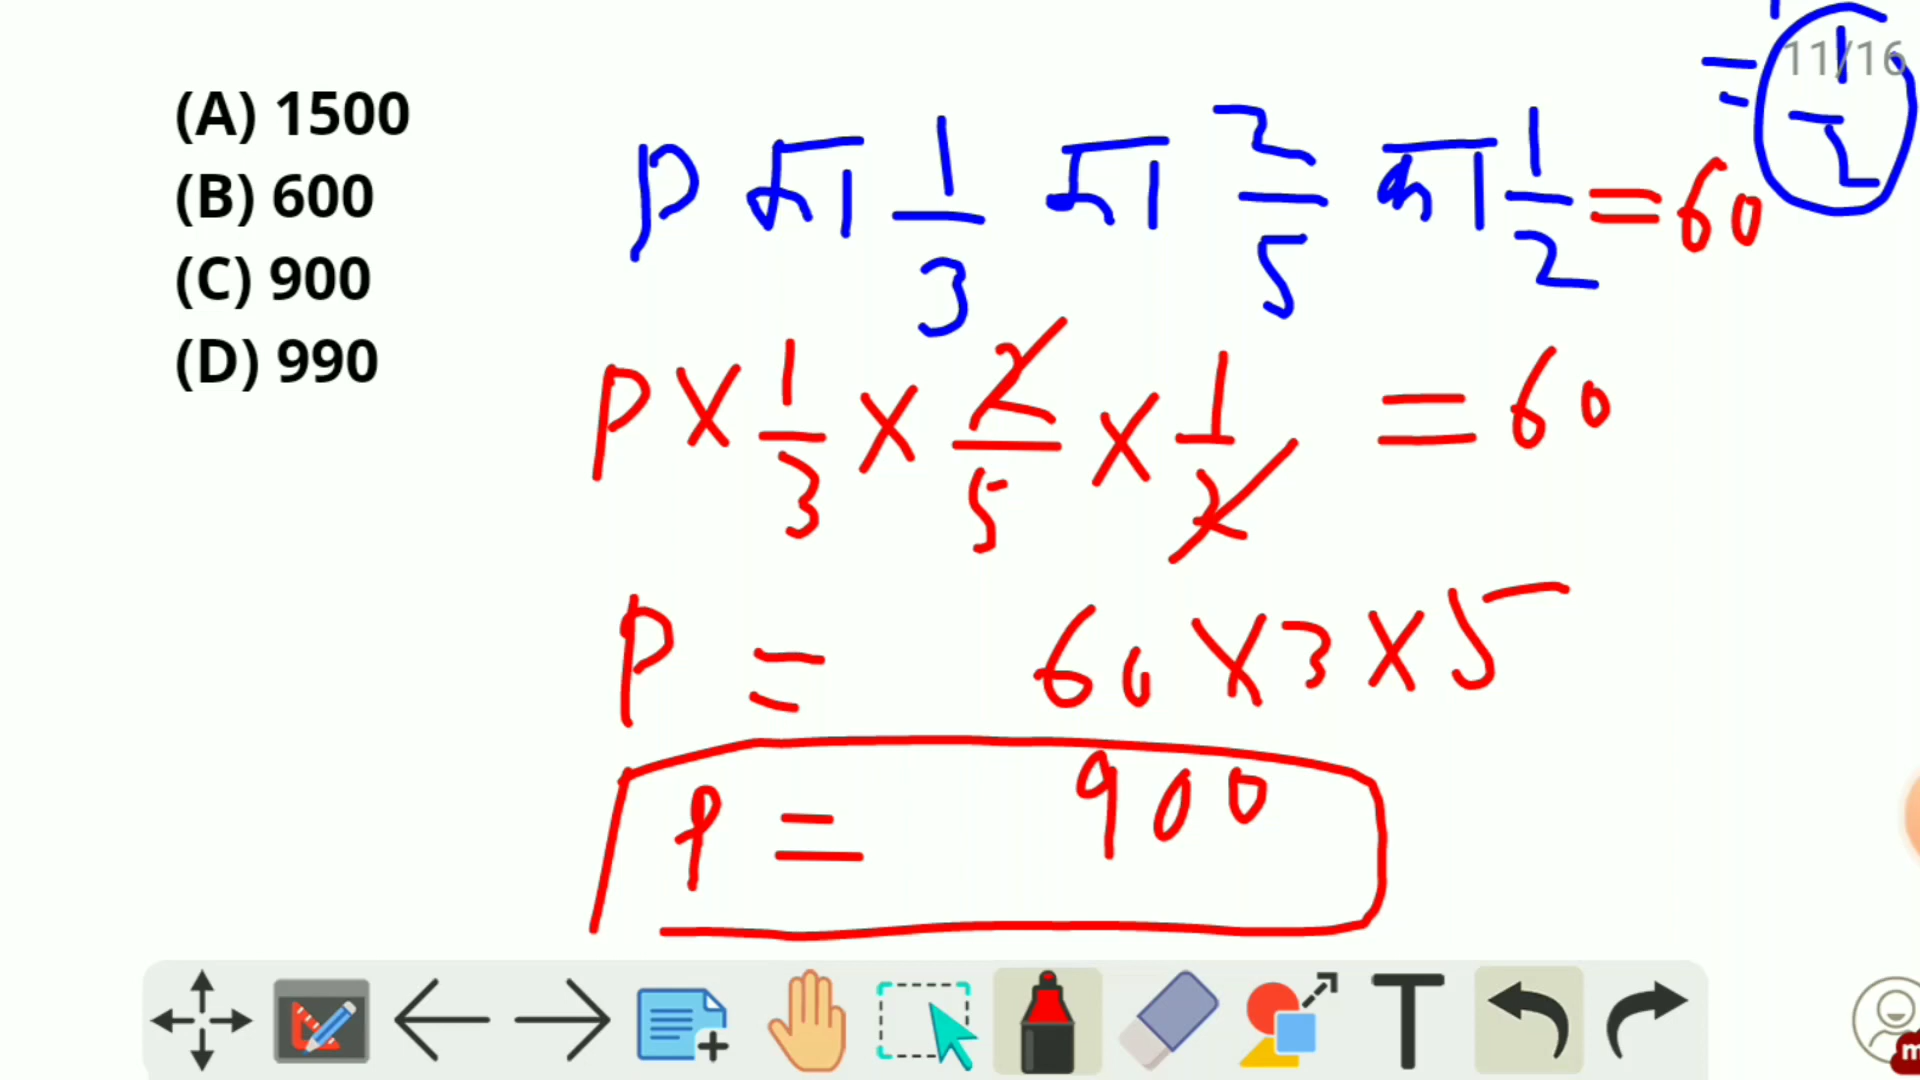 11/16
(A) 1500
(B) 600
(C) 900
(D) 990
P का 1/3 का 2/5 का 1/2 = 60
P X 1/3 X 2/5 X 1/2 = 60
P = 60 X 3 X 5
P = 900
T
m